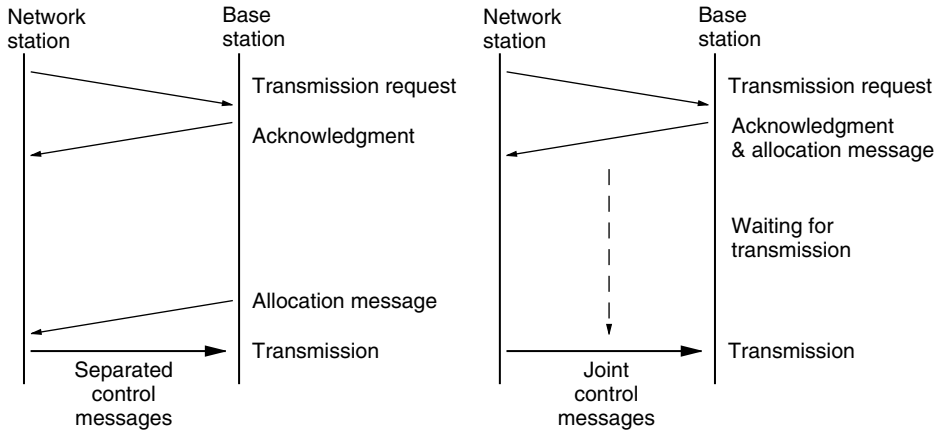 Network
station
Base
station
Transmission request
Acknowledgment
Allocation message
Transmission
Separated
control
messages
Network
station
Base
station
Transmission request
Acknowledgment
& allocation message
Waiting for
transmission
Transmission
Joint
control
messages